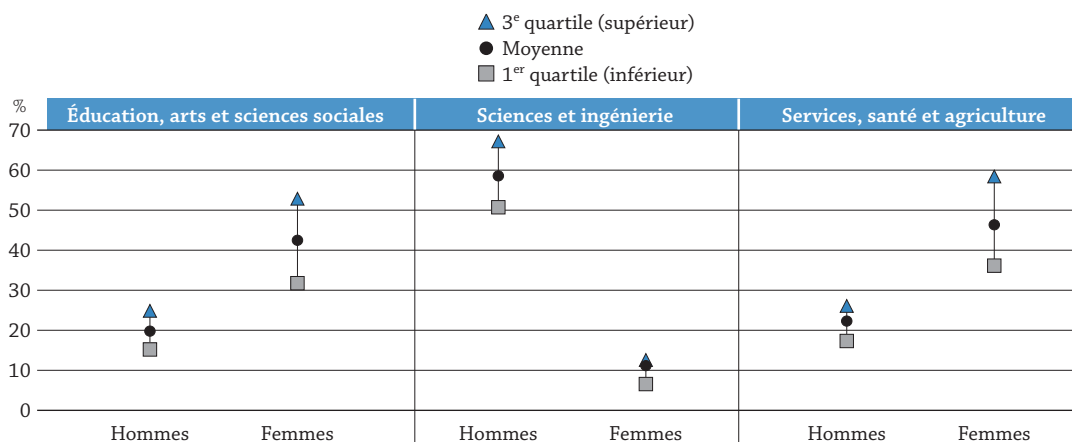 3e quartile (supérieur)
Moyenne
1er quartile (inférieur)
%
Éducation, arts et sciences sociales
Sciences et ingénierie
Services, santé et agriculture
70
60
50
40
30
20
10
0
Hommes
Femmes
Hommes
Femmes
Hommes
Femmes